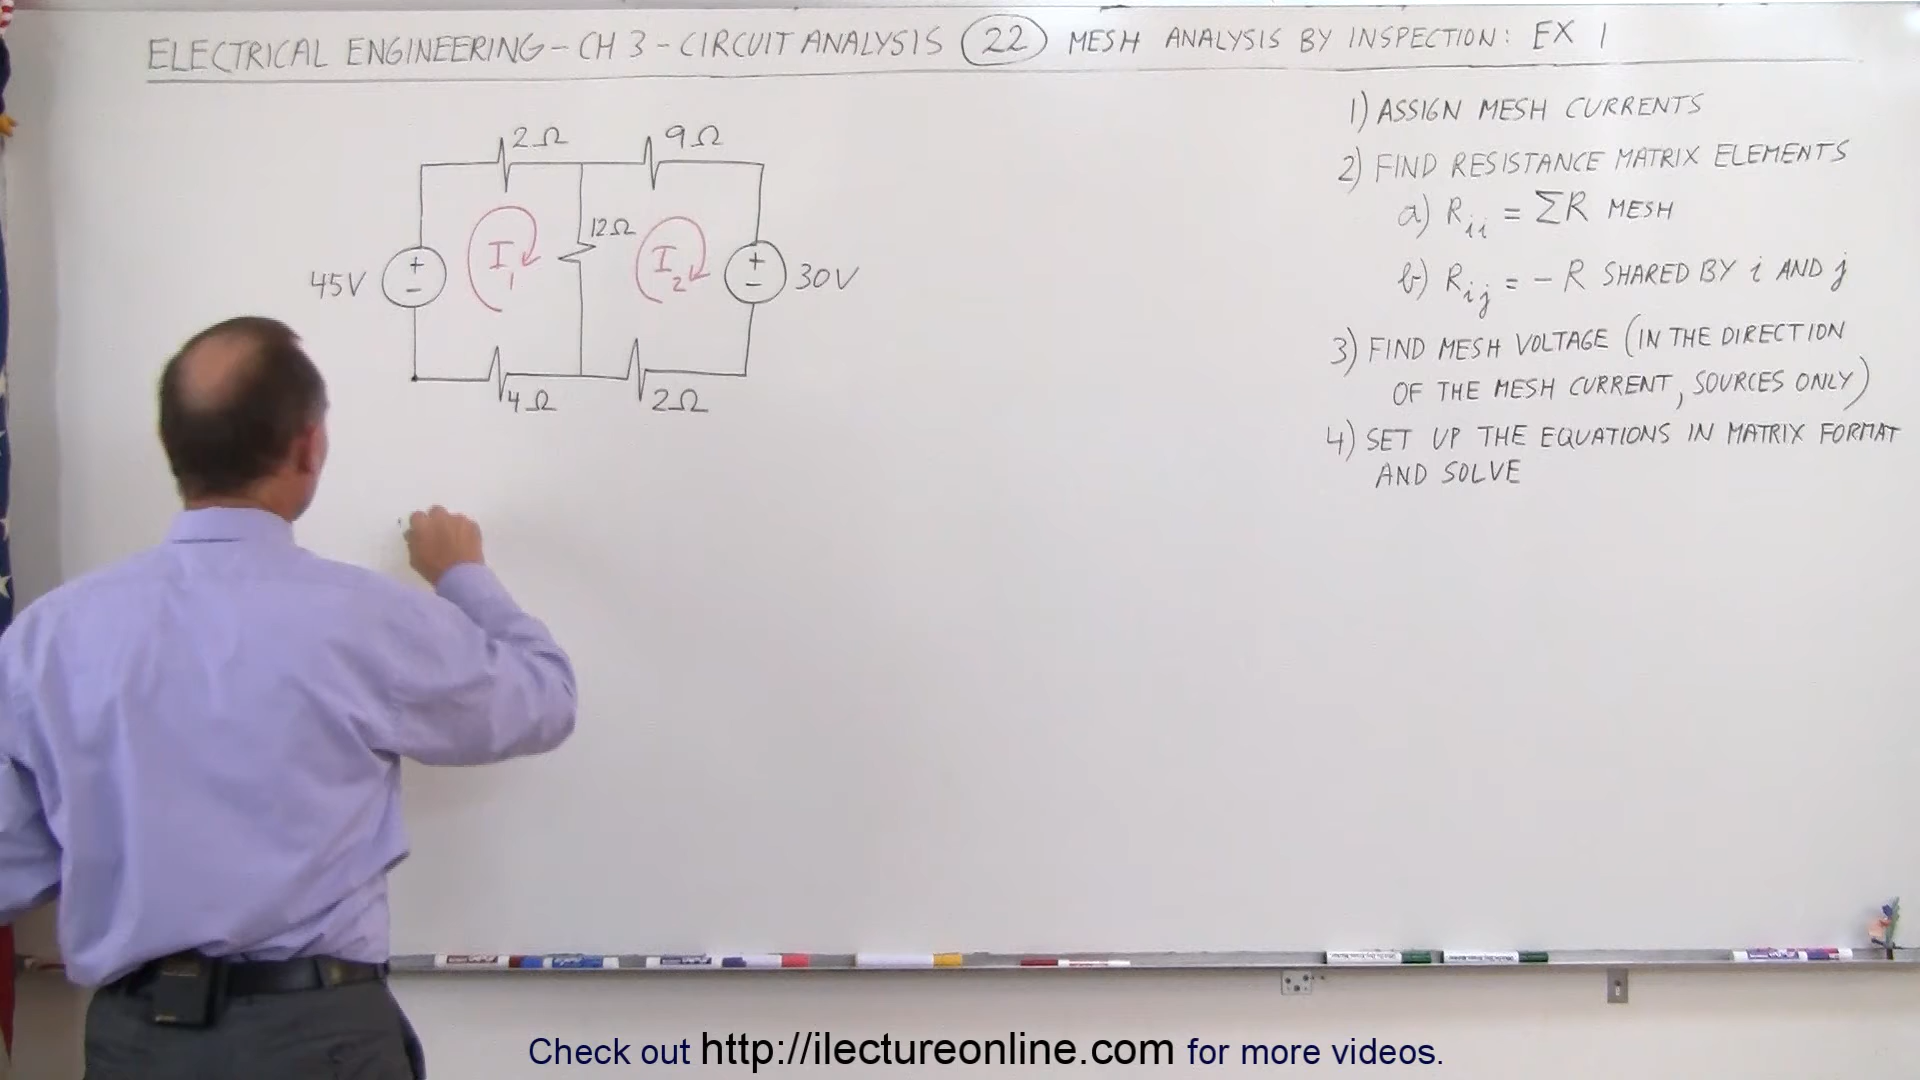 ELECTRICAL ENGINEERING - CH 3 - CIRCUIT ANALYSIS 22 MESH ANALYSIS BY INSPECTION: EX 1
2Ω 9Ω
12Ω
I1 I2
45V + - + - 30V
4Ω 2Ω
1) ASSIGN MESH CURRENTS
2) FIND RESISTANCE MATRIX ELEMENTS
a) Rii = ΣR MESH
b) Rij = - R SHARED BY i AND j
3) FIND MESH VOLTAGE (IN THE DIRECTION
OF THE MESH CURRENT, SOURCES ONLY)
4) SET UP THE EQUATIONS IN MATRIX FORMAT
AND SOLVE
Check out http://ilectureonline.com for more videos.